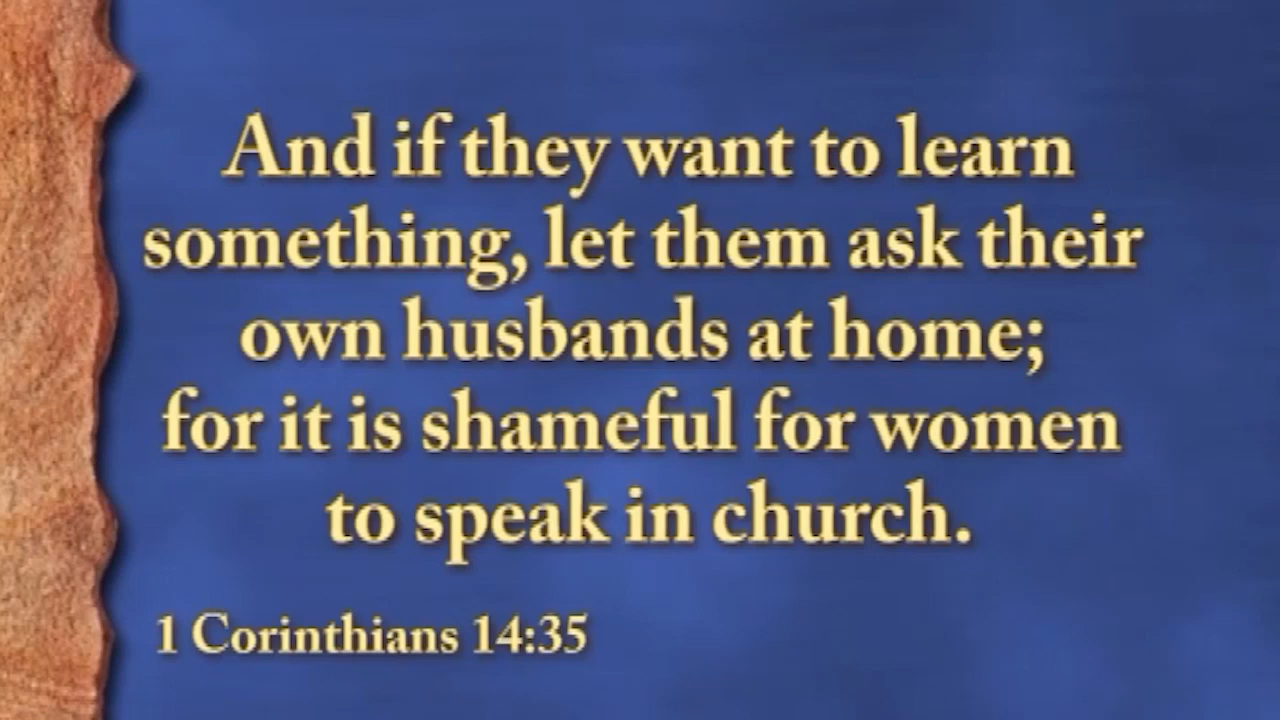 And if they want to learn
something, let them ask their
own husbands at home;
for it is shameful for women
to speak in church.
1 Corinthians 14:35